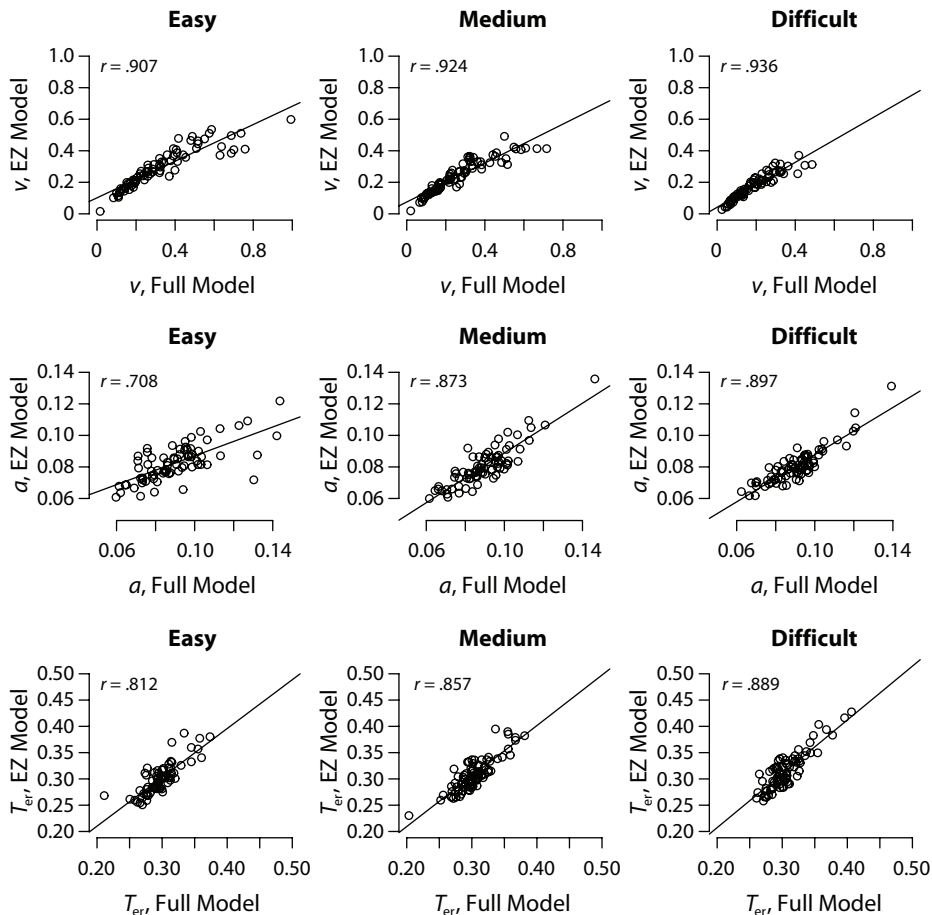 Easy
Medium
Difficult
r = .907
r = .924
r = .936
1.0
0.8
0.6
0.4
0.2
0
v, EZ Model
0
0.4
0.8
v, Full Model
1.0
0.8
0.6
0.4
0.2
0
v, EZ Model
0
0.4
0.8
v, Full Model
1.0
0.8
0.6
0.4
0.2
0
v, EZ Model
0
0.4
0.8
v, Full Model
Easy
Medium
Difficult
r = .708
r = .873
r = .897
0.14
0.12
0.10
0.08
0.06
a, EZ Model
0.06
0.10
0.14
a, Full Model
0.14
0.12
0.10
0.08
0.06
a, EZ Model
0.06
0.10
0.14
a, Full Model
0.14
0.12
0.10
0.08
0.06
a, EZ Model
0.06
0.10
0.14
a, Full Model
Easy
Medium
Difficult
r = .812
r = .857
r = .889
0.50
0.45
0.40
0.35
0.30
0.25
0.20
Ter, EZ Model
0.20
0.30
0.40
0.50
Ter, Full Model
0.50
0.45
0.40
0.35
0.30
0.25
0.20
Ter, EZ Model
0.20
0.30
0.40
0.50
Ter, Full Model
0.50
0.45
0.40
0.35
0.30
0.25
0.20
Ter, EZ Model
0.20
0.30
0.40
0.50
Ter, Full Model